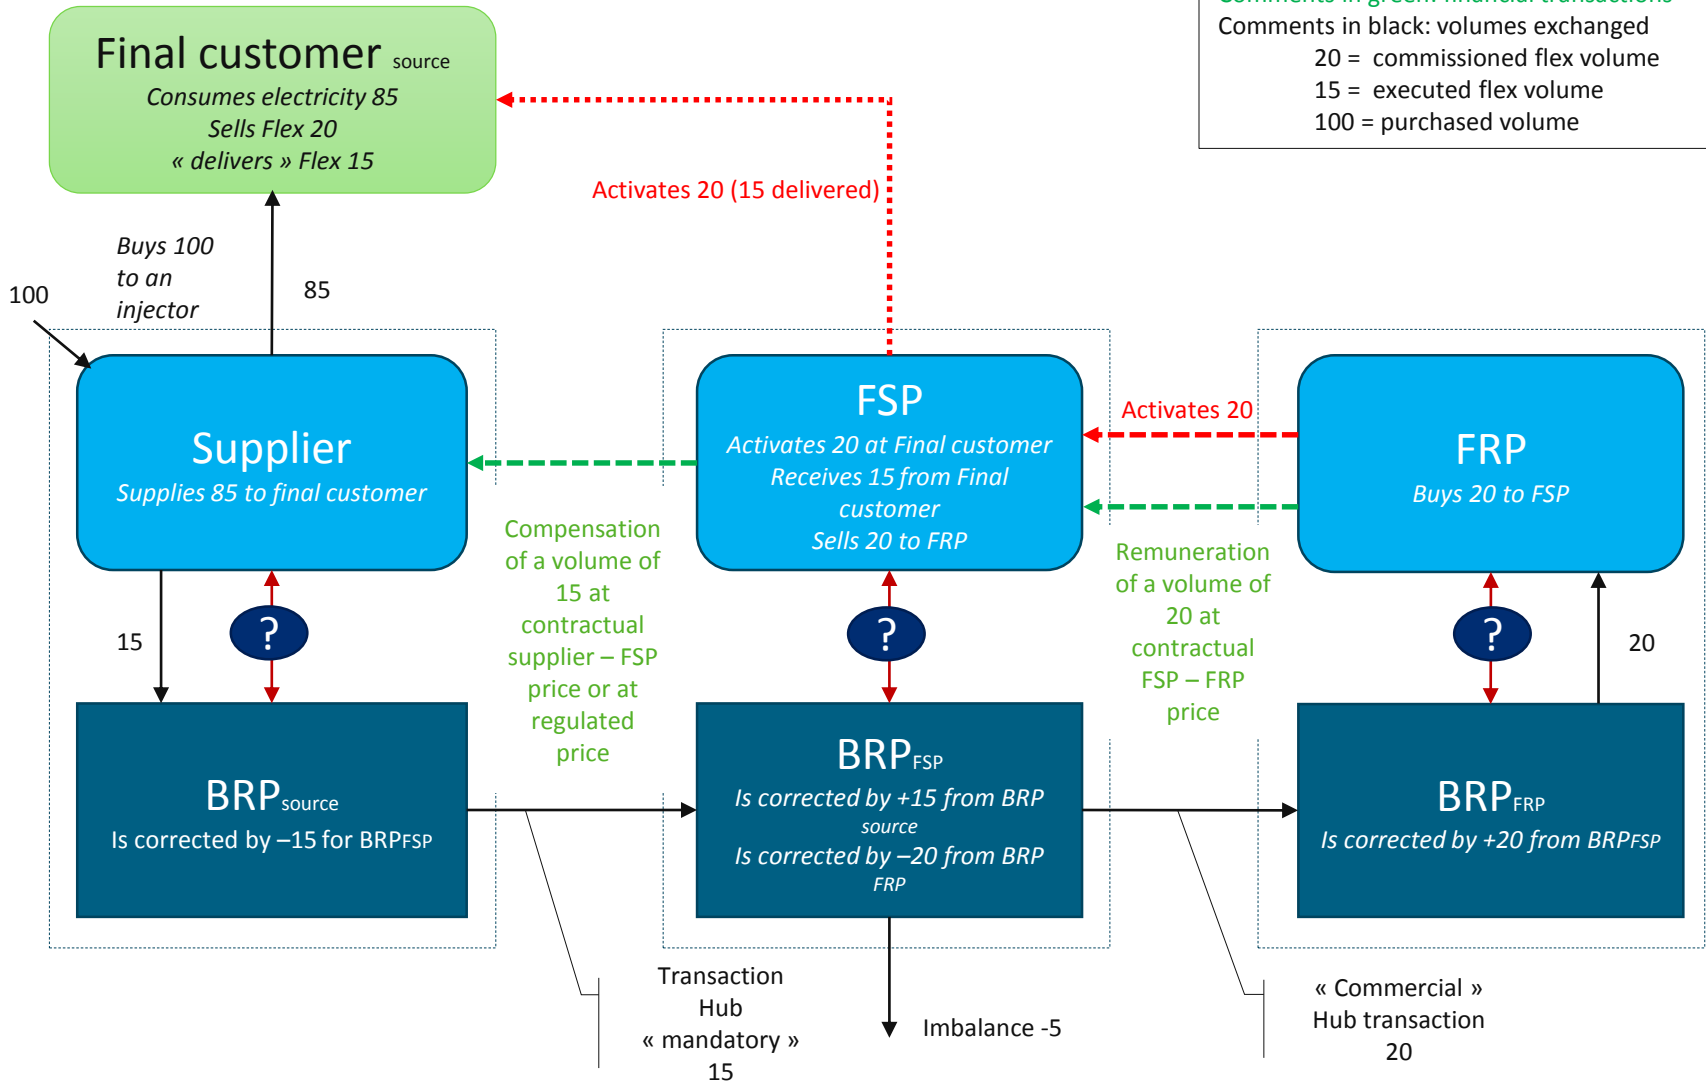 Comments in green: financial transactions
Comments in black: volumes exchanged
20 = commissioned flex volume
15 = executed flex volume
100 = purchased volume
Final customer source
Consumes electricity 85
Sells Flex 20
« delivers » Flex 15
Activates 20 (15 delivered)
Buys 100
to an
injector
100
85
Supplier
Supplies 85 to final customer
FSP
Activates 20 at Final customer
Receives 15 from Final
customer
Sells 20 to FRP
Activates 20
FRP
Buys 20 to FSP
Compensation
of a volume of
15 at
contractual
supplier – FSP
price or at
regulated
price
Remuneration
of a volume of
20 at
contractual
FSP – FRP
price
15
?
?
?
20
BRPsource
Is corrected by –15 for BRPFSP
BRPFSP
Is corrected by +15 from BRP
source
Is corrected by –20 from BRP
FRP
BRPFRP
Is corrected by +20 from BRPFSP
Transaction
Hub
« mandatory »
15
Imbalance -5
« Commercial »
Hub transaction
20